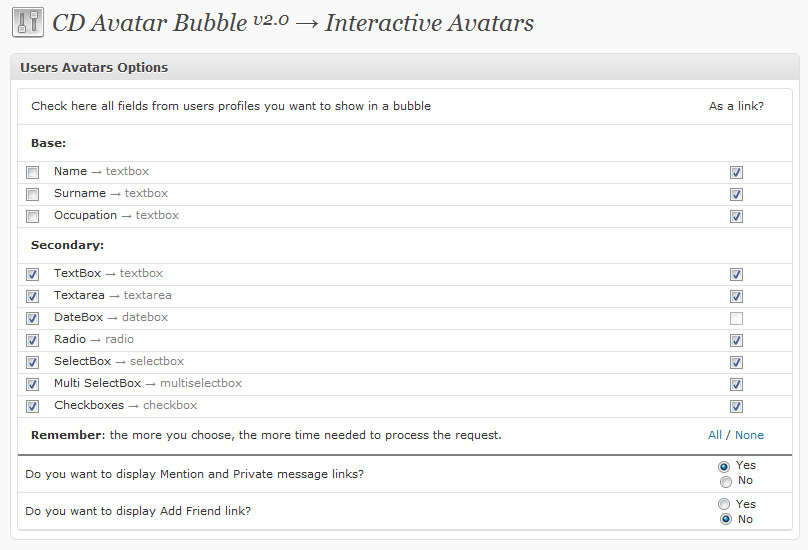 CD Avatar Bubble v2.0 → Interactive Avatars
Users Avatars Options
Check here all fields from users profiles you want to show in a bubble As a link?
Base:
Name → textbox
Surname → textbox
Occupation → textbox
Secondary:
TextBox → textbox
Textarea → textarea
DateBox → datebox
Radio → radio
SelectBox → selectbox
Multi SelectBox → multiselectbox
Checkboxes → checkbox
Remember: the more you choose, the more time needed to process the request. All / None
Do you want to display Mention and Private message links? Yes
No
Do you want to display Add Friend link? Yes
No